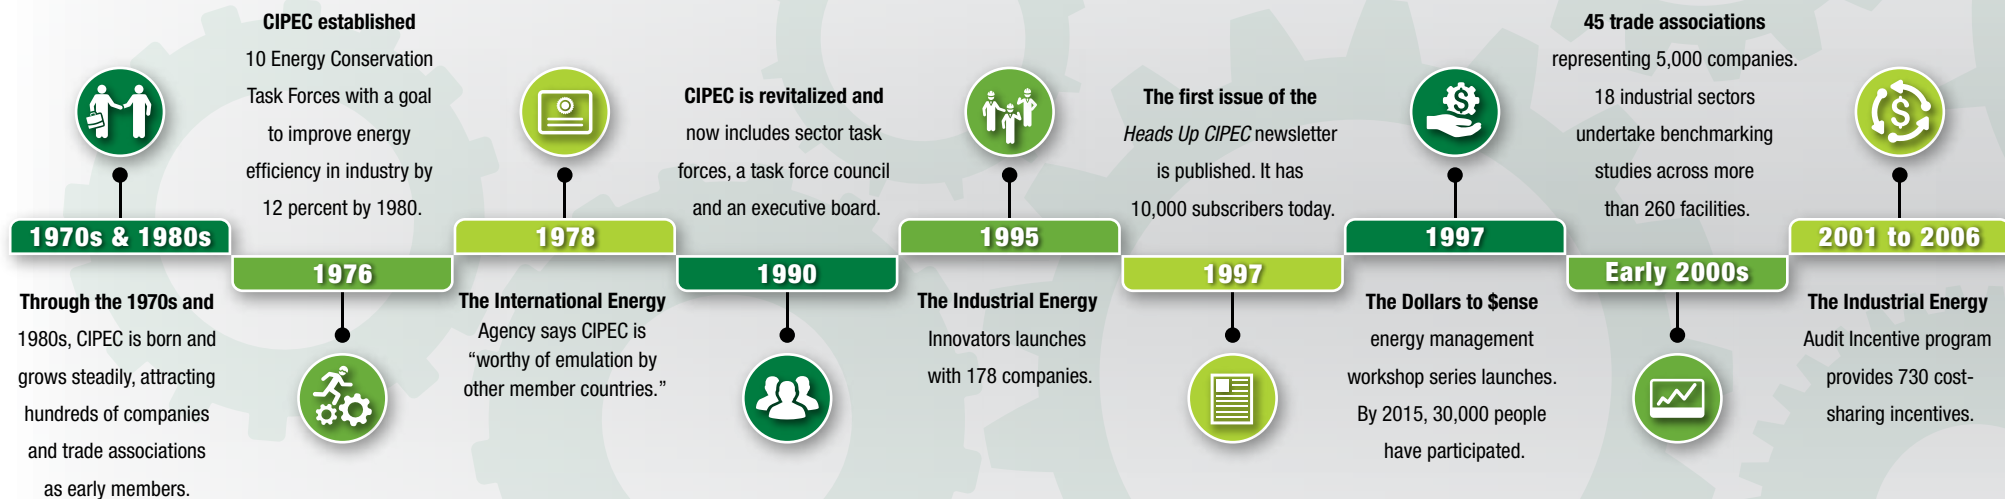 1970s & 1980s
Through the 1970s and
1980s, CIPEC is born and
grows steadily, attracting
hundreds of companies
and trade associations
as early members.
CIPEC established
10 Energy Conservation
Task Forces with a goal
to improve energy
efficiency in industry by
12 percent by 1980.
1976
1978
The International Energy
Agency says CIPEC is
“worthy of emulation by
other member countries.”
CIPEC is revitalized and
now includes sector task
forces, a task force council
and an executive board.
1990
1995
The Industrial Energy
Innovators launches
with 178 companies.
The first issue of the
Heads Up CIPEC newsletter
is published. It has
10,000 subscribers today.
1997
$
1997
The Dollars to $ense
energy management
workshop series launches.
By 2015, 30,000 people
have participated.
45 trade associations
representing 5,000 companies.
18 industrial sectors
undertake benchmarking
studies across more
than 260 facilities.
Early 2000s
$
2001 to 2006
The Industrial Energy
Audit Incentive program
provides 730 cost-
sharing incentives.